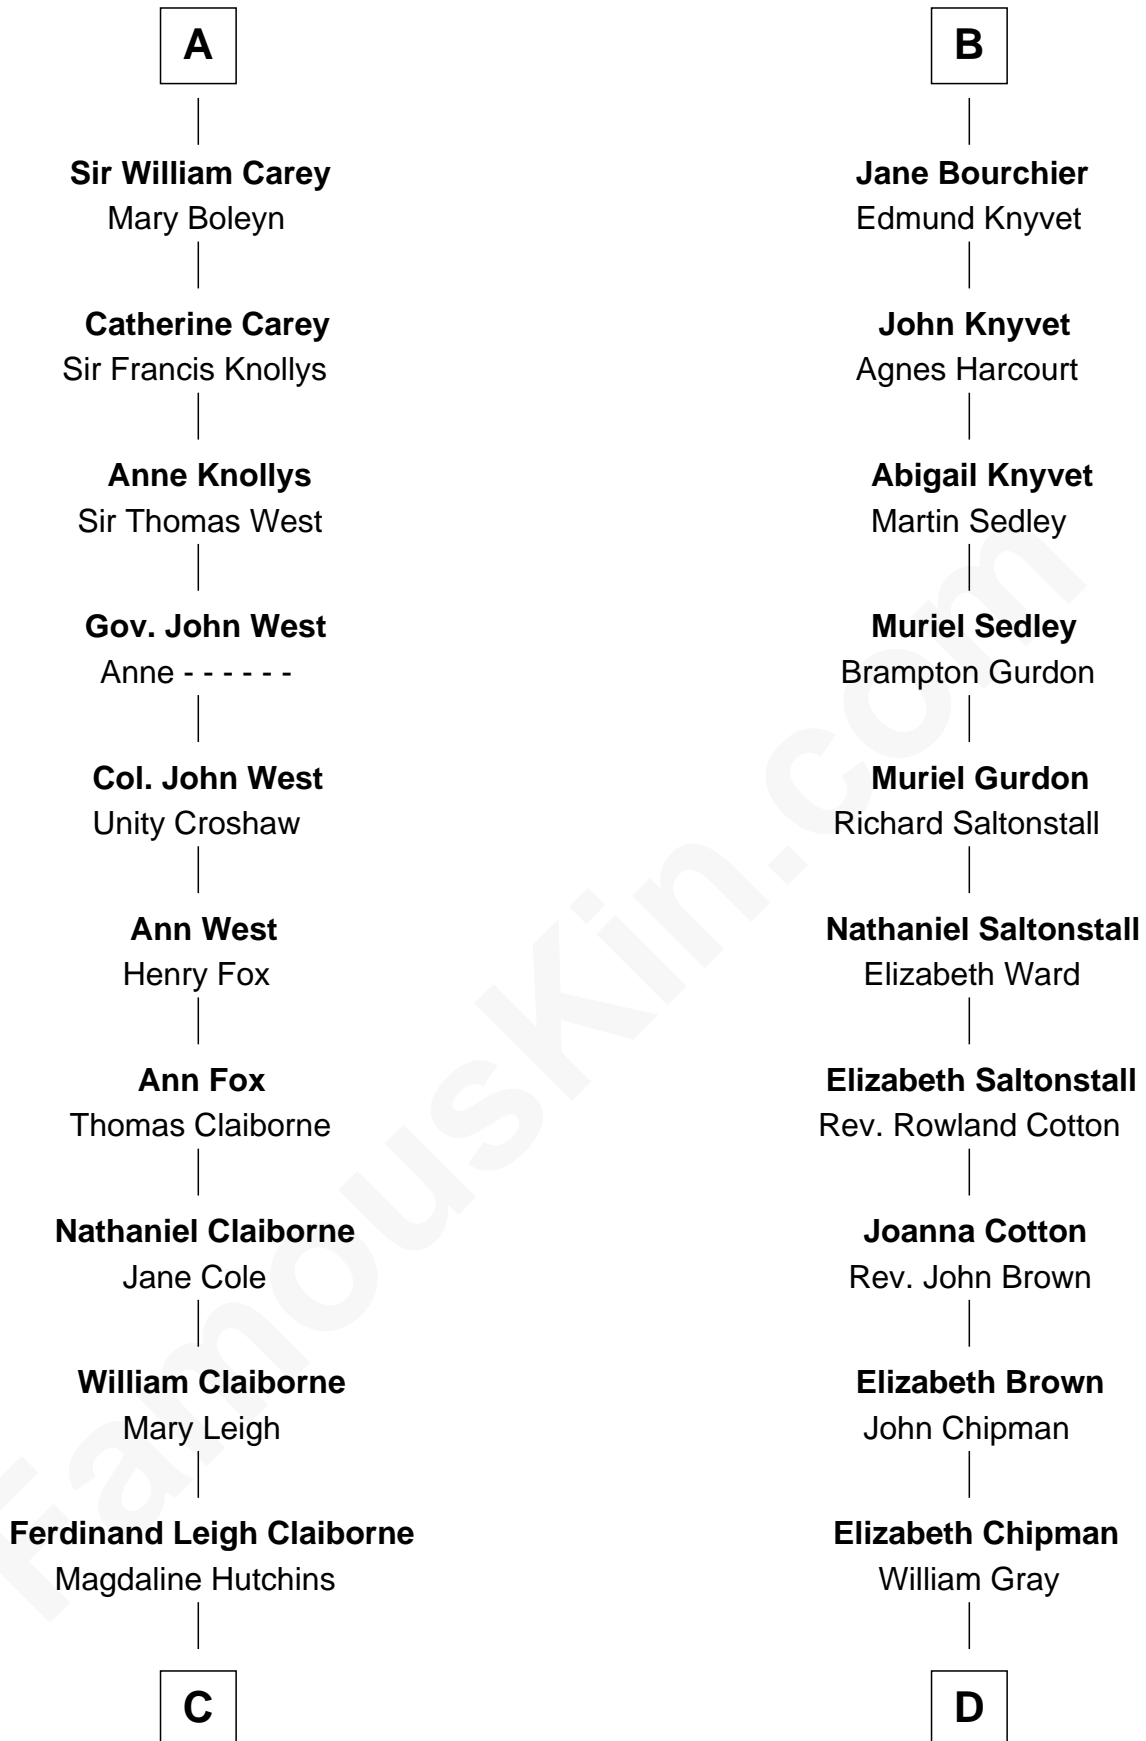 A
Sir William Carey
Mary Boleyn
Catherine Carey
Sir Francis Knollys
Anne Knollys
Sir Thomas West
Gov. John West
Anne - - - - - -
Col. John West
Unity Croshaw
Ann West
Henry Fox
Ann Fox
Thomas Claiborne
Nathaniel Claiborne
Jane Cole
William Claiborne
Mary Leigh
Ferdinand Leigh Claiborne
Magdaline Hutchins
C
B
Jane Bourchier
Edmund Knyvet
John Knyvet
Agnes Harcourt
Abigail Knyvet
Martin Sedley
Muriel Sedley
Brampton Gurdon
Muriel Gurdon
Richard Saltonstall
Nathaniel Saltonstall
Elizabeth Ward
Elizabeth Saltonstall
Rev. Rowland Cotton
Joanna Cotton
Rev. John Brown
Elizabeth Brown
John Chipman
Elizabeth Chipman
William Gray
D
FamousKin.com